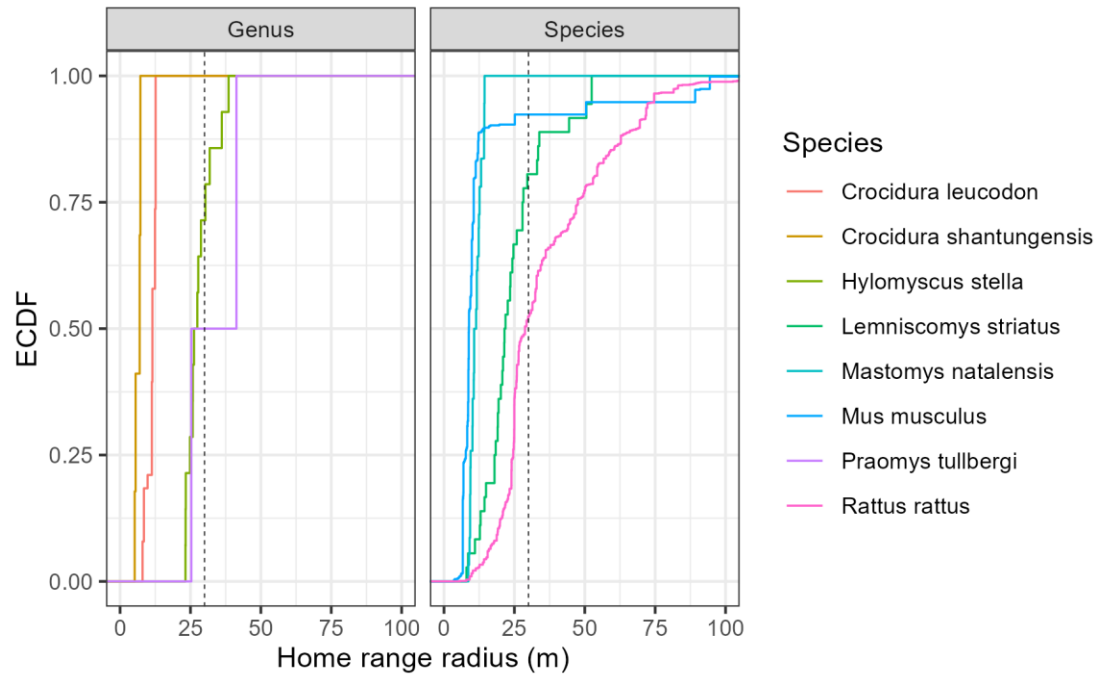 Genus
Species
ECDF
1.00
0.75
0.50
0.25
0.00
0 25 50 75 100
0 25 50 75 100
Home range radius (m)
Species
Crocidura leucodon
Crocidura shantungensis
Hylomyscus stella
Lemniscomys striatus
Mastomys natalensis
Mus musculus
Praomys tullbergi
Rattus rattus